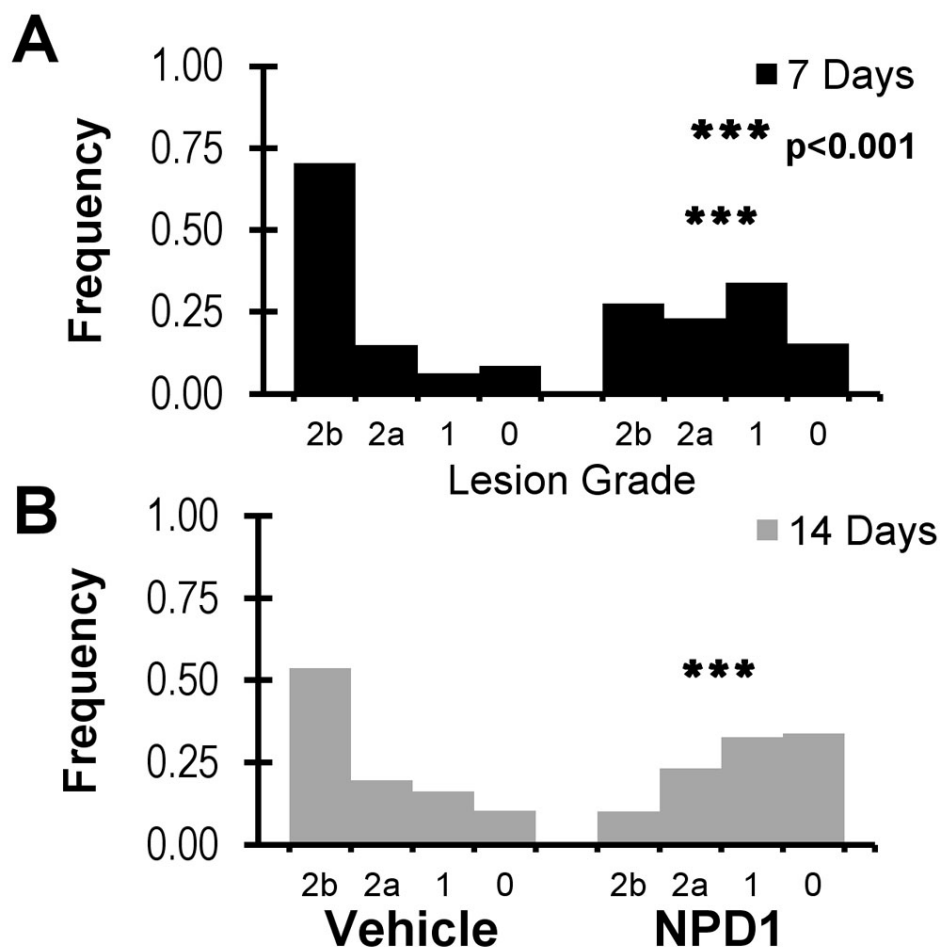 A
1.00
0.75
0.50
0.25
0.00
Frequency
7 Days
*** p<0.001
***
2b 2a 1 0 2b 2a 1 0
Lesion Grade
B
1.00
0.75
0.50
0.25
0.00
Frequency
14 Days
***
2b 2a 1 0 2b 2a 1 0
Vehicle NPD1